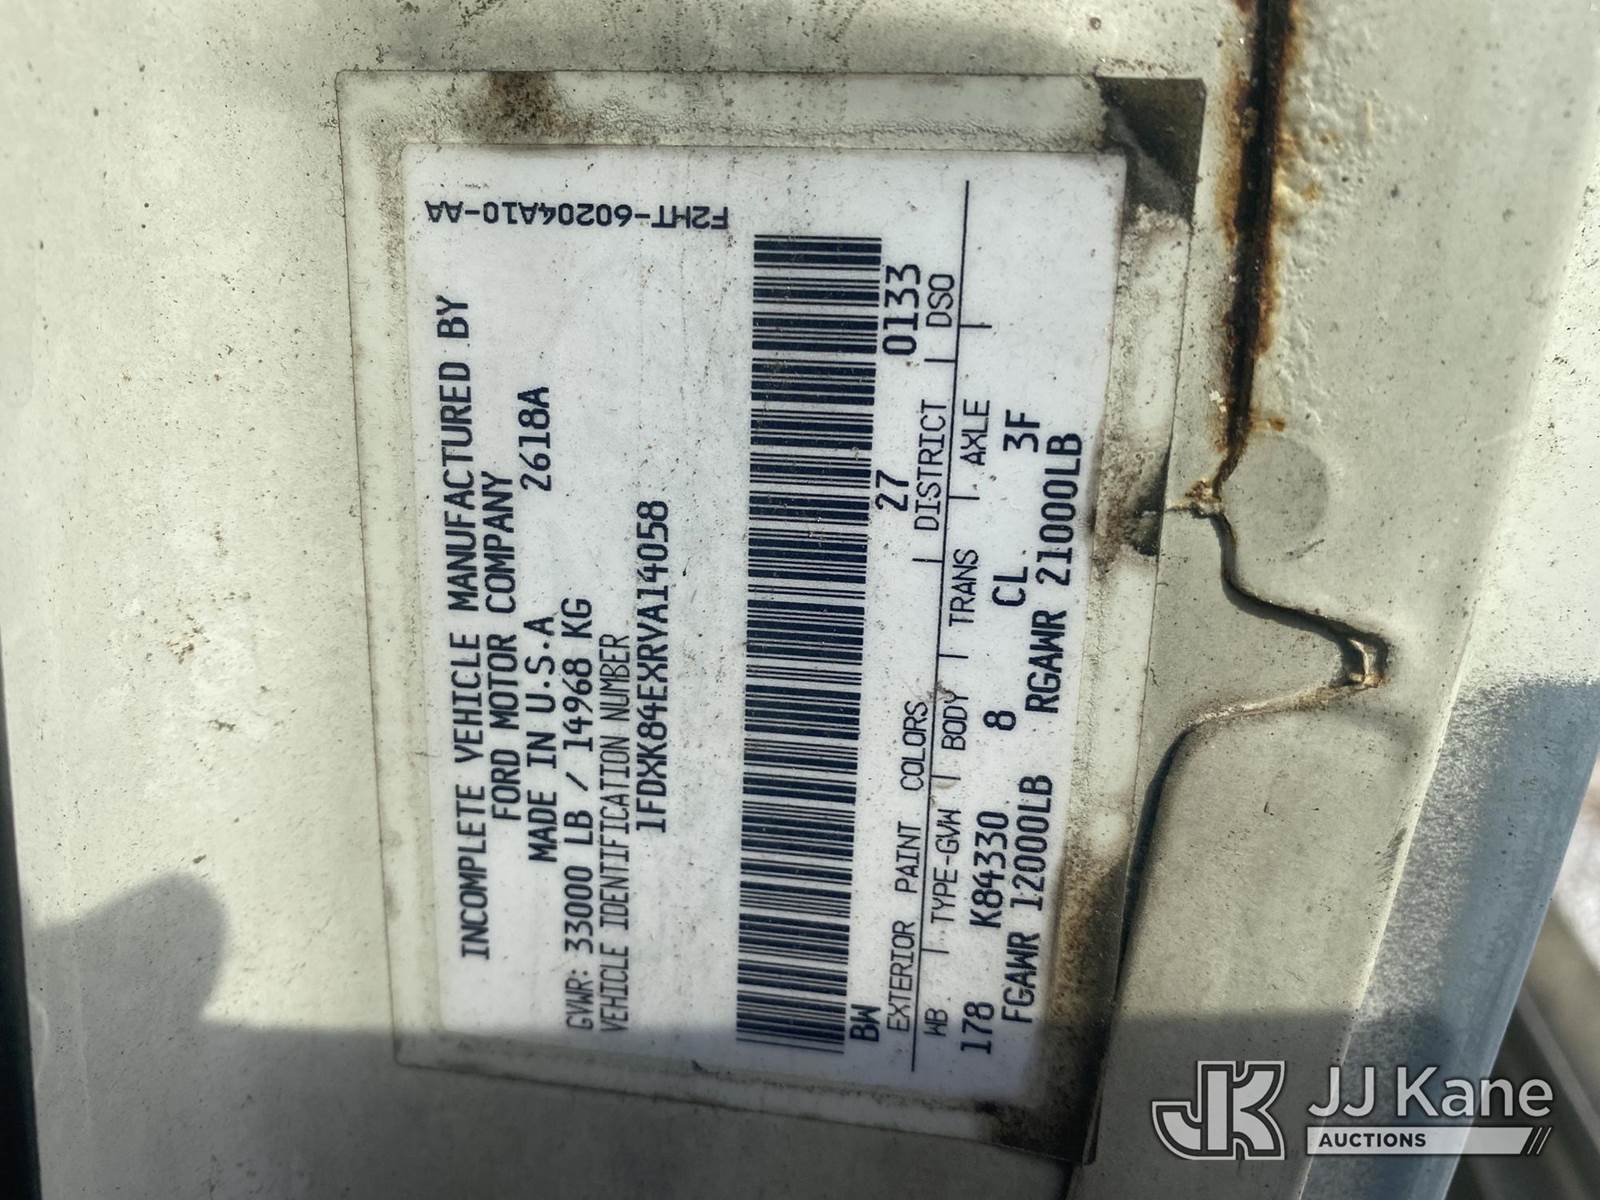 INCOMPLETE VEHICLE MANUFACTURED BY
FORD MOTOR COMPANY
MADE IN U.S.A 2618A
GVWR: 33000 LB / 14968 KG
VEHICLE IDENTIFICATION NUMBER
1FDXK84EXRVA14058
F2HT-60204A10-AA
BW 27 0133
EXTERIOR PAINT COLORS DISTRICT DSO
WB TYPE-GVW BODY TRANS AXLE
178 K84330 8 CL 3F
FGAWR 12000LB RGAWR 21000LB
JK JJ Kane
AUCTIONS